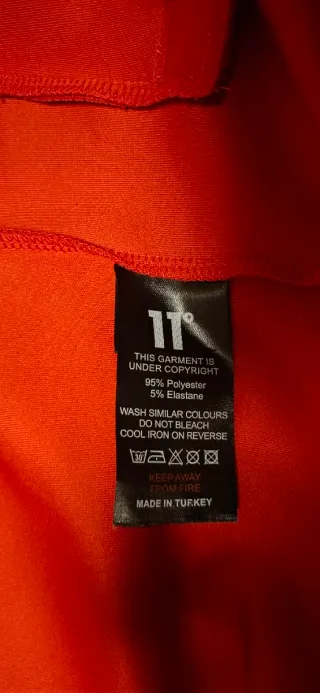 11°
THIS GARMENT IS
UNDER COPYRIGHT
95% Polyester
5% Elastane
WASH SIMILAR COLOURS
DO NOT BLEACH
COOL IRON ON REVERSE
KEEP AWAY
FROM FIRE
MADE IN TURKEY